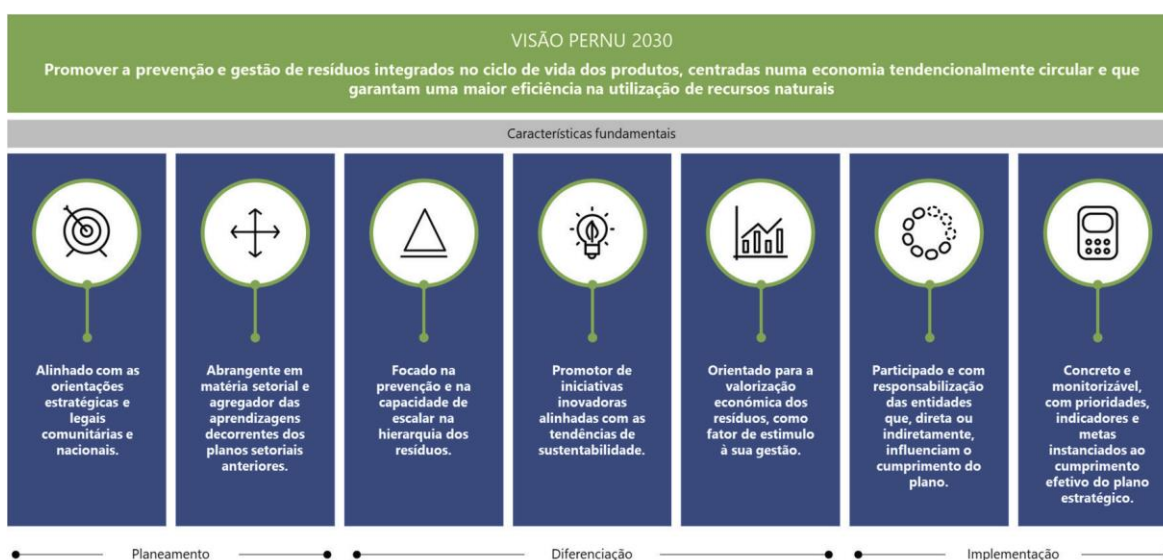 VISÃO PERNU 2030
Promover a prevenção e gestão de resíduos integrados no ciclo de vida dos produtos, centradas numa economia tendencionalmente circular e que
garantam uma maior eficiência na utilização de recursos naturais
Características fundamentais
Alinhado com as
orientações
estratégicas e
legais
comunitárias e
nacionais.
Abrangente em
matéria setorial e
agregador das
aprendizagens
decorrentes dos
planos setoriais
anteriores.
Focado na
prevenção e na
capacidade de
escalar na
hierarquia dos
resíduos.
Promotor de
iniciativas
inovadoras
alinhadas com as
tendências de
sustentabilidade.
Orientado para a
valorização
económica dos
resíduos, como
fator de estimulo
à sua gestão.
Participado e com
responsabilização
das entidades
que, direta ou
indiretamente,
influenciam o
cumprimento do
plano.
Concreto e
monitorizável,
com prioridades,
indicadores e
metas
instanciados ao
cumprimento
efetivo do plano
estratégico.
Planeamento
Diferenciação
Implementação